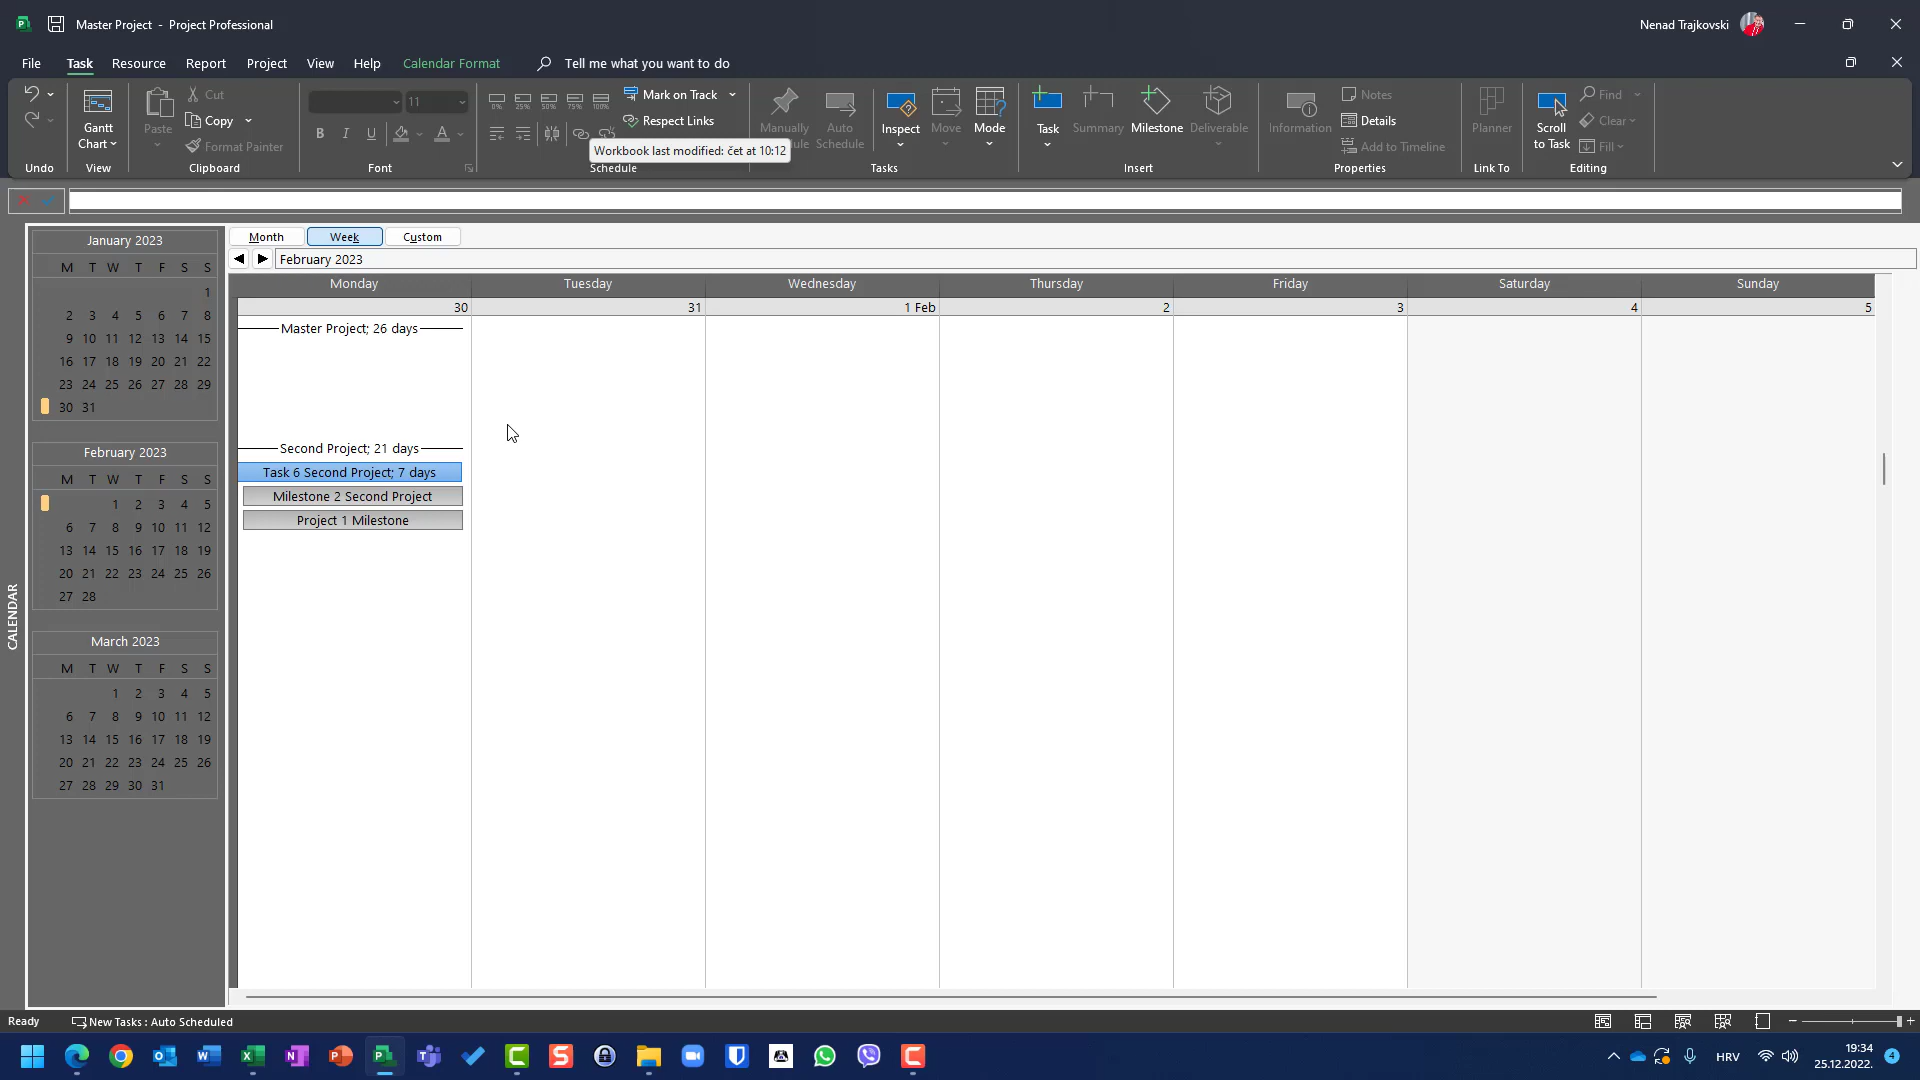 Master Project - Project Professional
Nenad Trajkovski
File Task Resource Report Project View Help Calendar Format Tell me what you want to do
Gantt Chart
Paste
Cut
Copy
Format Painter
11
B I U A
0% 25% 50% 75% 100%
Mark on Track
Respect Links
Workbook last modified: čet at 10:12
Manually
Auto Schedule
Inspect
Move
Mode
Task
Summary
Milestone
Deliverable
Information
Notes
Details
Add to Timeline
Planner
Scroll to Task
Find
Clear
Fill
Undo View Clipboard Font Schedule Tasks Insert Properties Link To Editing
CALENDAR
January 2023
M T W T F S S
1
2 3 4 5 6 7 8
9 10 11 12 13 14 15
16 17 18 19 20 21 22
23 24 25 26 27 28 29
30 31
February 2023
M T W T F S S
1 2 3 4 5
6 7 8 9 10 11 12
13 14 15 16 17 18 19
20 21 22 23 24 25 26
27 28
March 2023
M T W T F S S
1 2 3 4 5
6 7 8 9 10 11 12
13 14 15 16 17 18 19
20 21 22 23 24 25 26
27 28 29 30 31
Month Week Custom
February 2023
Monday Tuesday Wednesday Thursday Friday Saturday Sunday
30 31 1 Feb 2 3 4 5
Master Project; 26 days
Second Project; 21 days
Task 6 Second Project; 7 days
Milestone 2 Second Project
Project 1 Milestone
Ready New Tasks : Auto Scheduled
HRV
19:34
25.12.2022.
4